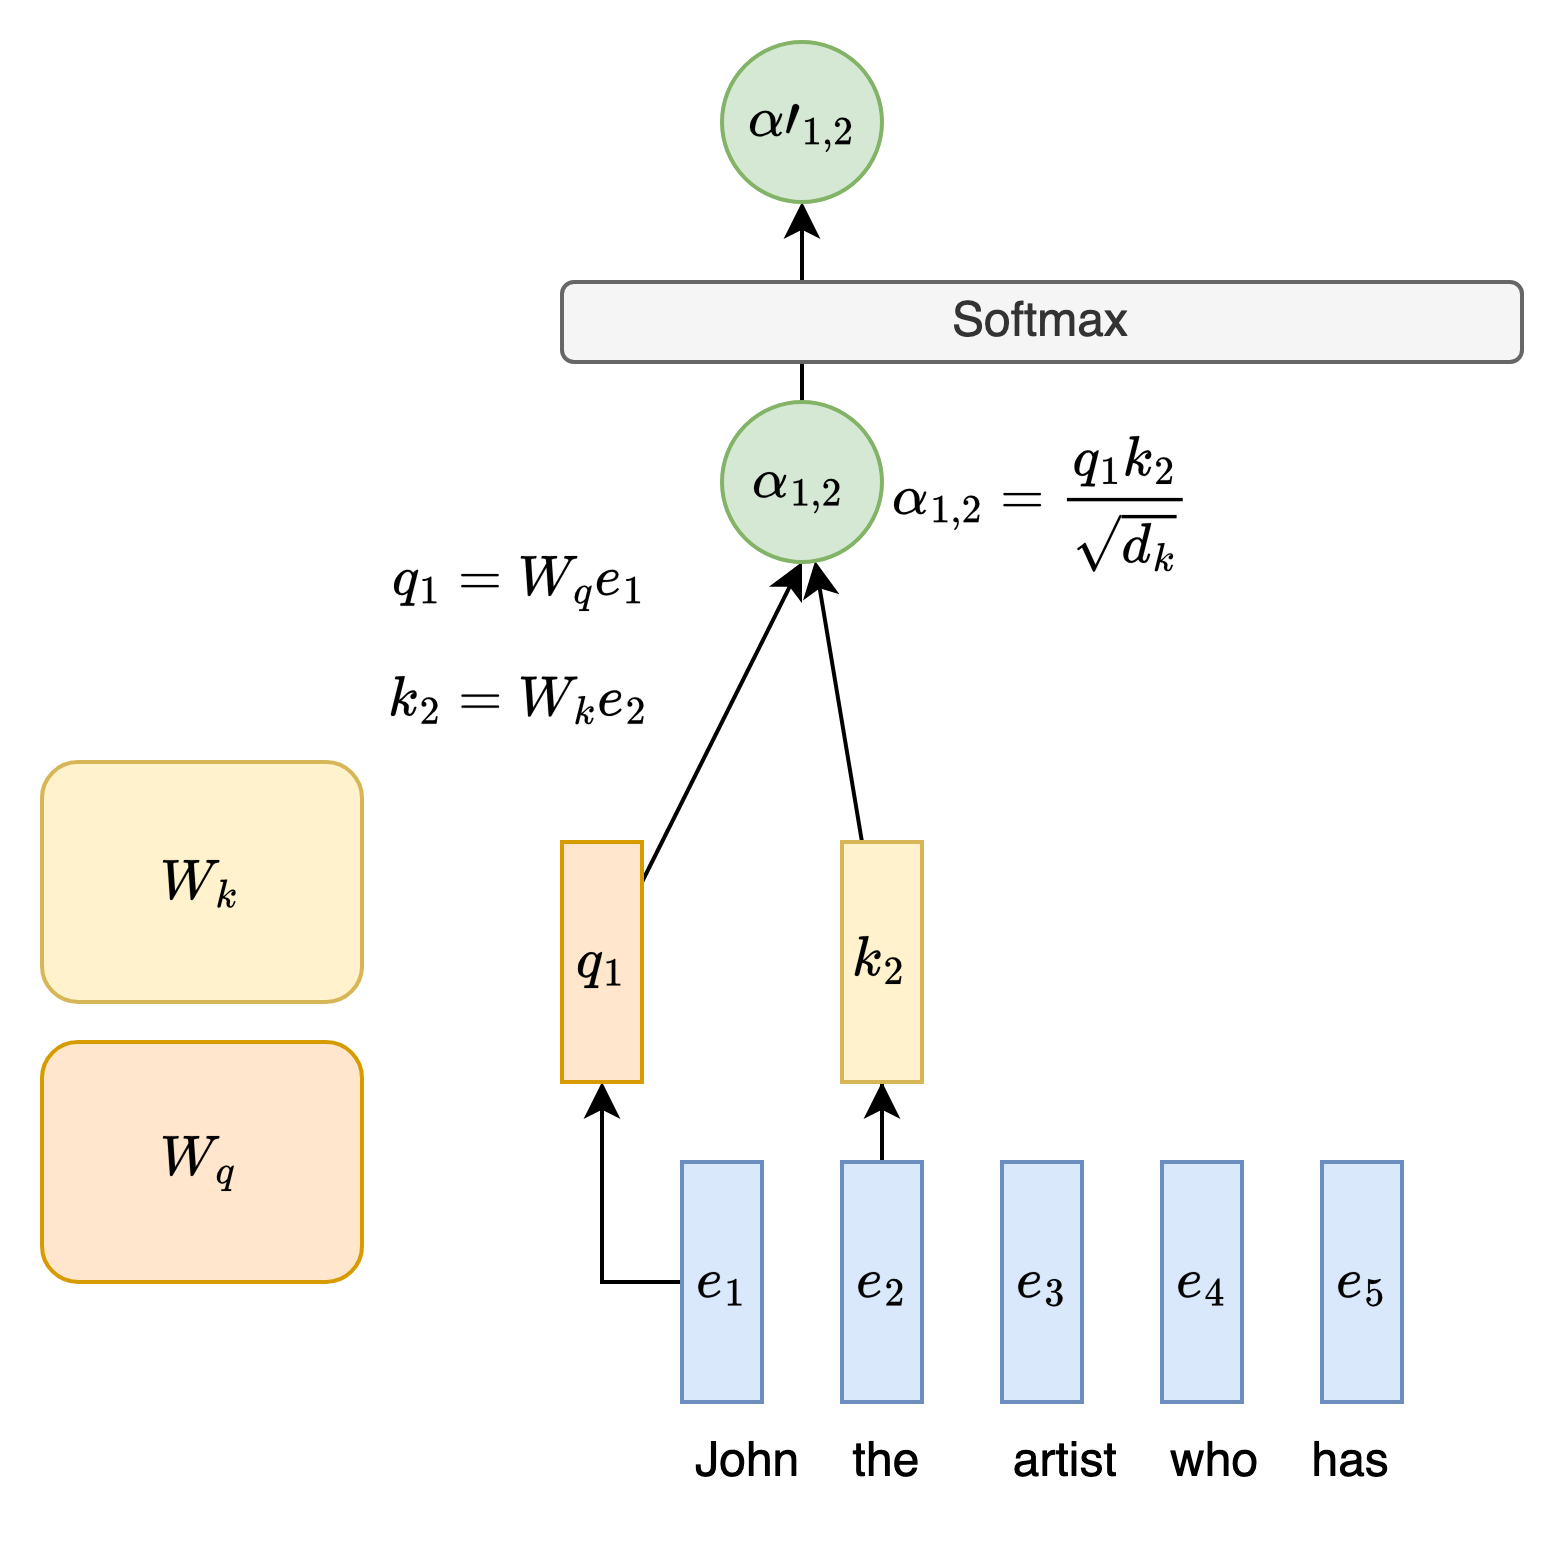 α′1,2
Softmax
α1,2
α1,2 = q1k2 / √dk
q1 = Wqe1
k2 = Wke2
Wk
q1
k2
Wq
e1 e2 e3 e4 e5
John the artist who has